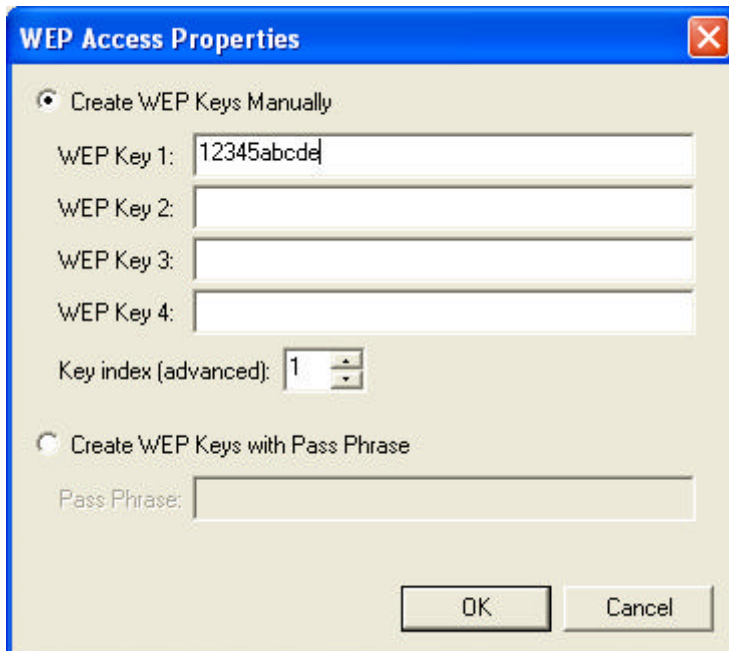 WEP Access Properties
Create WEP Keys Manually
WEP Key 1: 12345abcde
WEP Key 2:
WEP Key 3:
WEP Key 4:
Key index (advanced): 1
Create WEP Keys with Pass Phrase
Pass Phrase:
OK Cancel